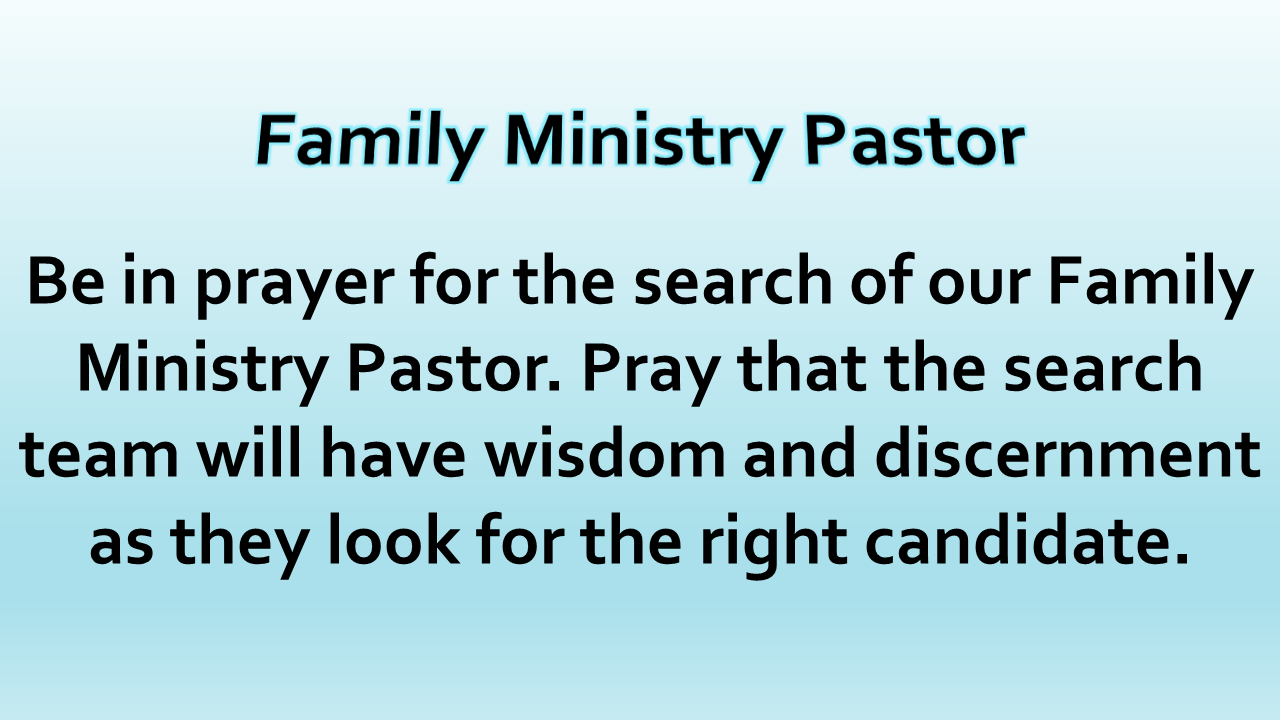 Family Ministry Pastor
Be in prayer for the search of our Family
Ministry Pastor. Pray that the search
team will have wisdom and discernment
as they look for the right candidate.